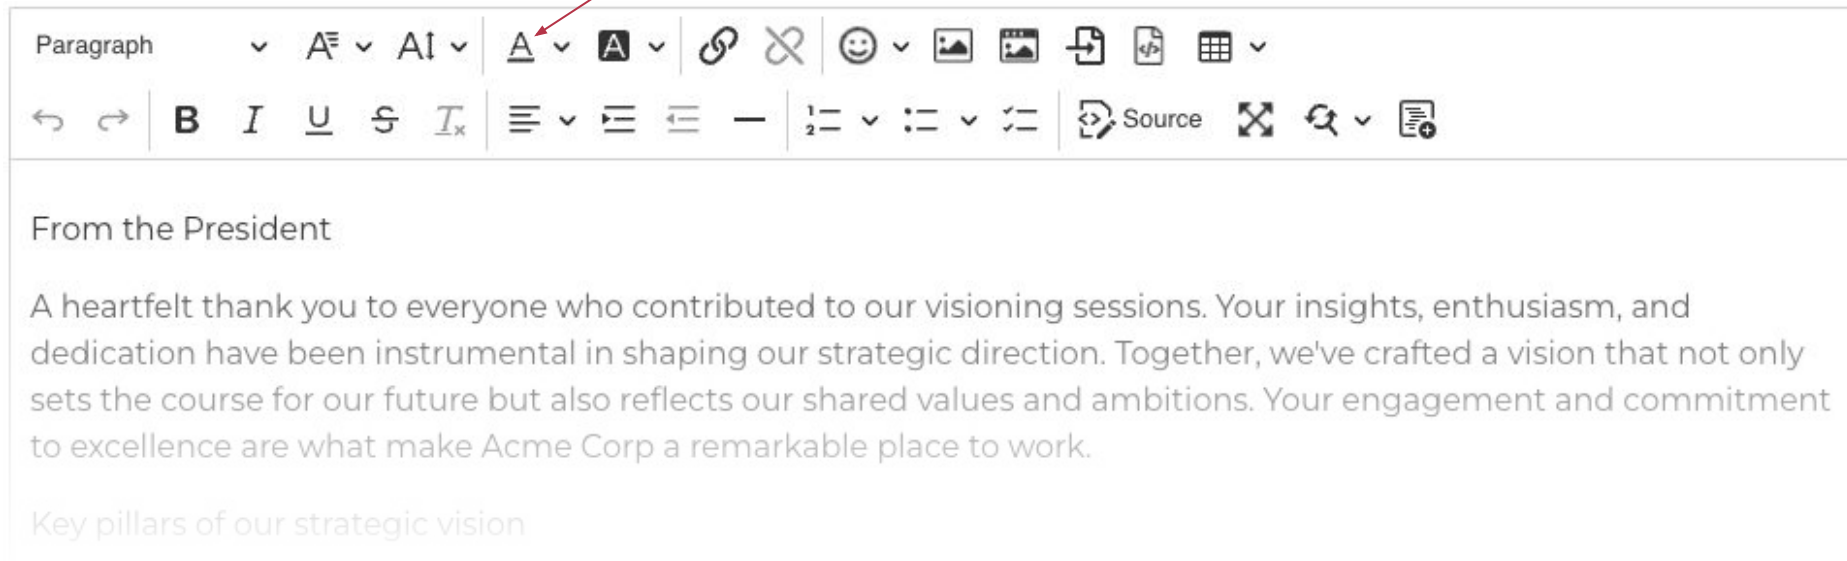 Paragraph
Source
From the President
A heartfelt thank you to everyone who contributed to our visioning sessions. Your insights, enthusiasm, and
dedication have been instrumental in shaping our strategic direction. Together, we've crafted a vision that not only
sets the course for our future but also reflects our shared values and ambitions. Your engagement and commitment
to excellence are what make Acme Corp a remarkable place to work.
Key pillars of our strategic vision